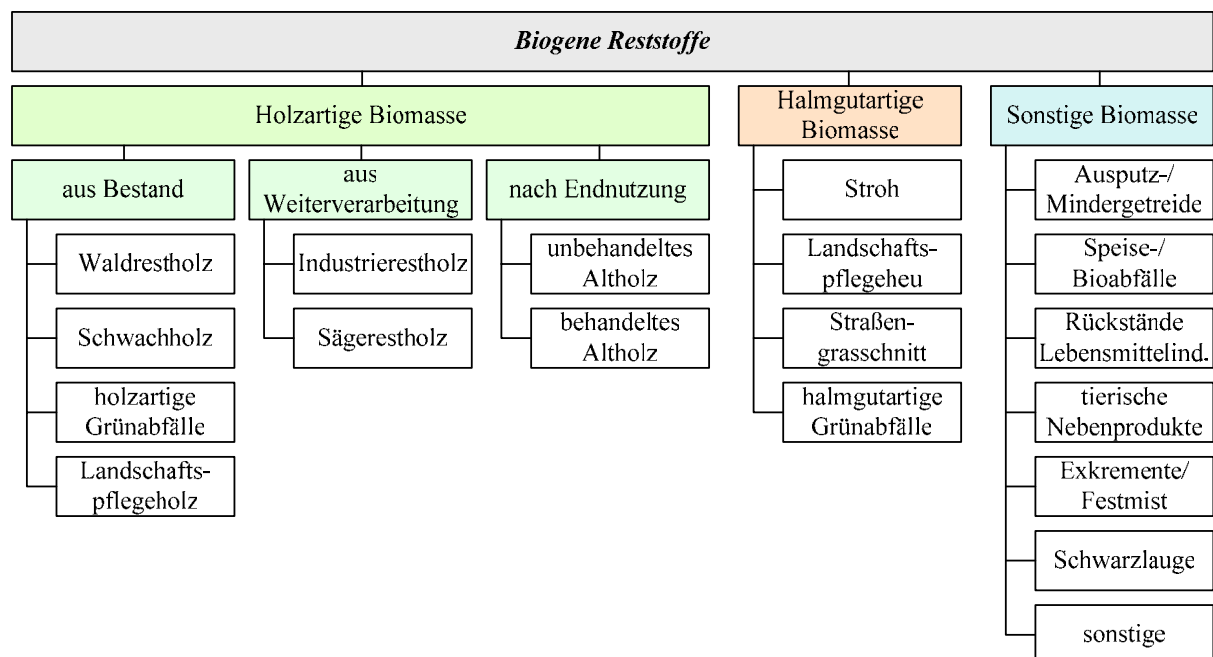 Biogene Reststoffe
Holzartige Biomasse
Halmgutartige
Biomasse
Sonstige Biomasse
aus Bestand
aus
Weiterverarbeitung
nach Endnutzung
Waldrestholz
Schwachholz
holzartige
Grünabfälle
Landschafts-
pflegeholz
Industrierestholz
Sägerestholz
unbehandeltes
Altholz
behandeltes
Altholz
Stroh
Landschafts-
pflegeheu
Straßen-
grasschnitt
halmgutartige
Grünabfälle
Ausputz-/
Mindergetreide
Speise-/
Bioabfälle
Rückstände
Lebensmittelind.
tierische
Nebenprodukte
Exkremente/
Festmist
Schwarzlauge
sonstige